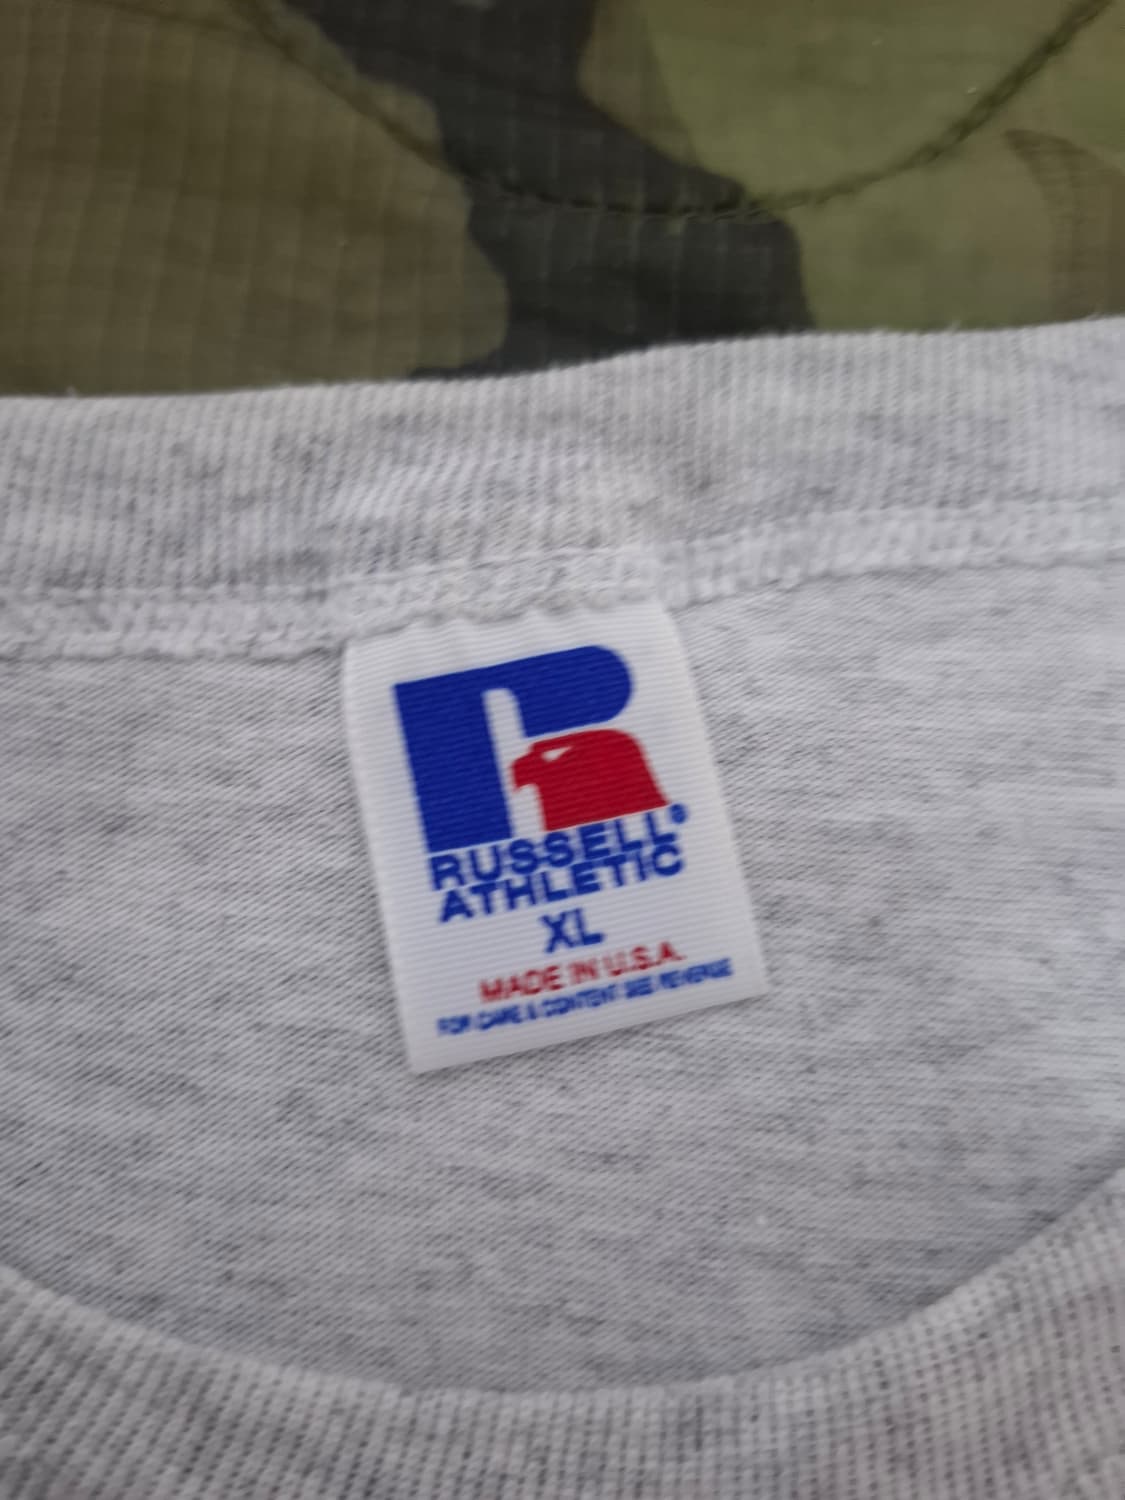 RUSSELL®
ATHLETIC
XL
MADE IN U.S.A.
FOR CARE & CONTENT SEE REVERSE